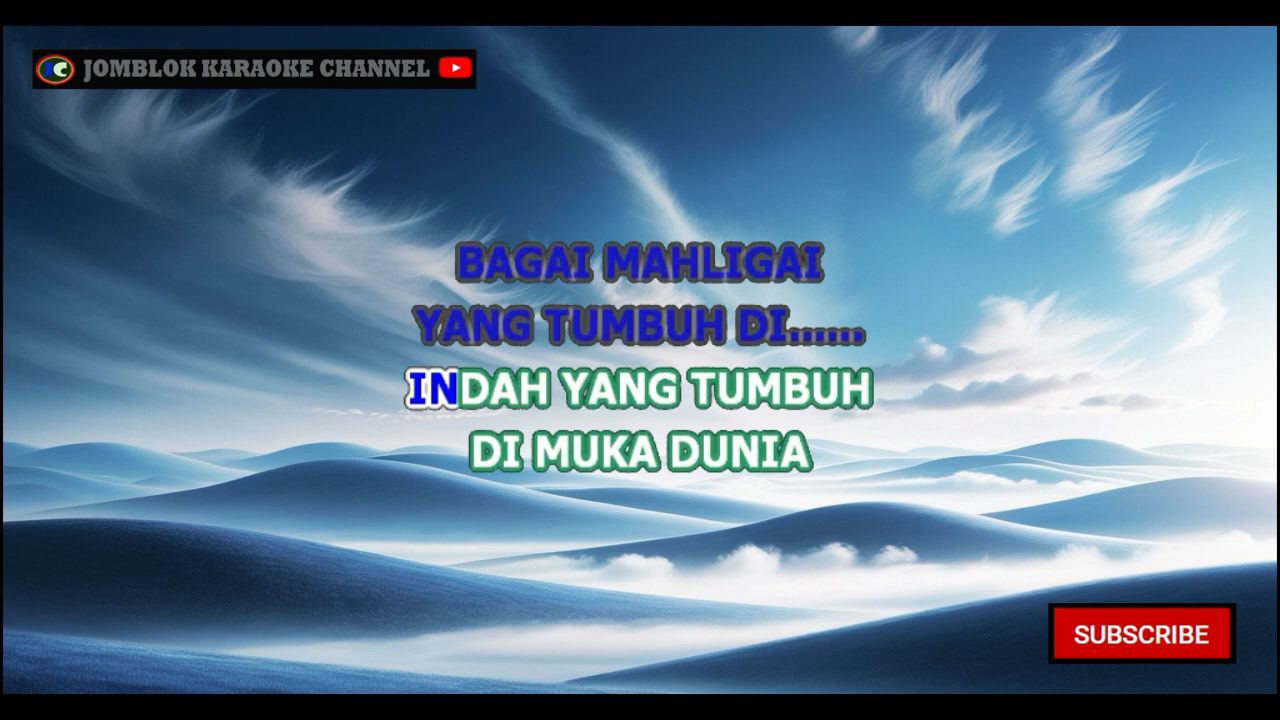 JOMBLOK KARAOKE CHANNEL
BAGAI MAHLIGAI
YANG TUMBUH DI......
INDAH YANG TUMBUH
DI MUKA DUNIA
SUBSCRIBE